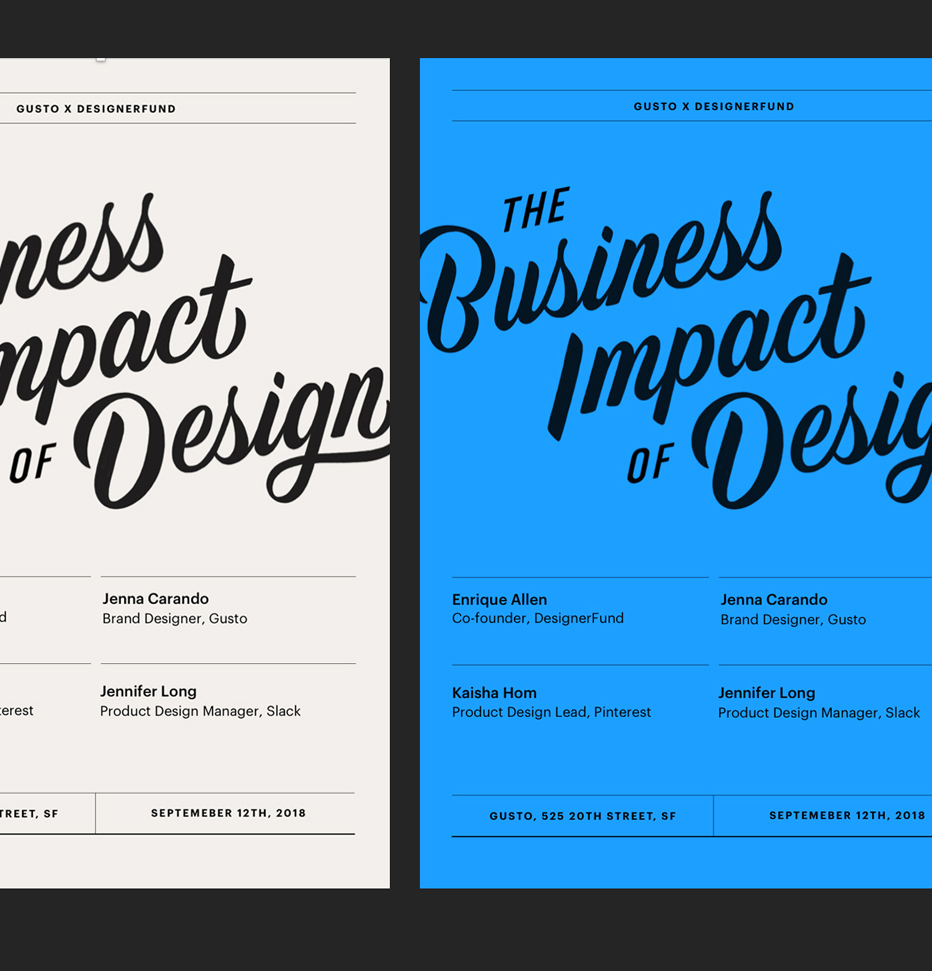 GUSTO X DESIGNERFUND
ness
mpact
OF Design
d
Jenna Carando
Brand Designer, Gusto
terest
Jennifer Long
Product Design Manager, Slack
TREET, SF
SEPTEMEBER 12TH, 2018
GUSTO X DESIGNERFUND
THE
Business
Impact
OF Desig
Enrique Allen
Co-founder, DesignerFund
Jenna Carando
Brand Designer, Gusto
Kaisha Hom
Product Design Lead, Pinterest
Jennifer Long
Product Design Manager, Slack
GUSTO, 525 20TH STREET, SF
SEPTEMEBER 12TH, 2018